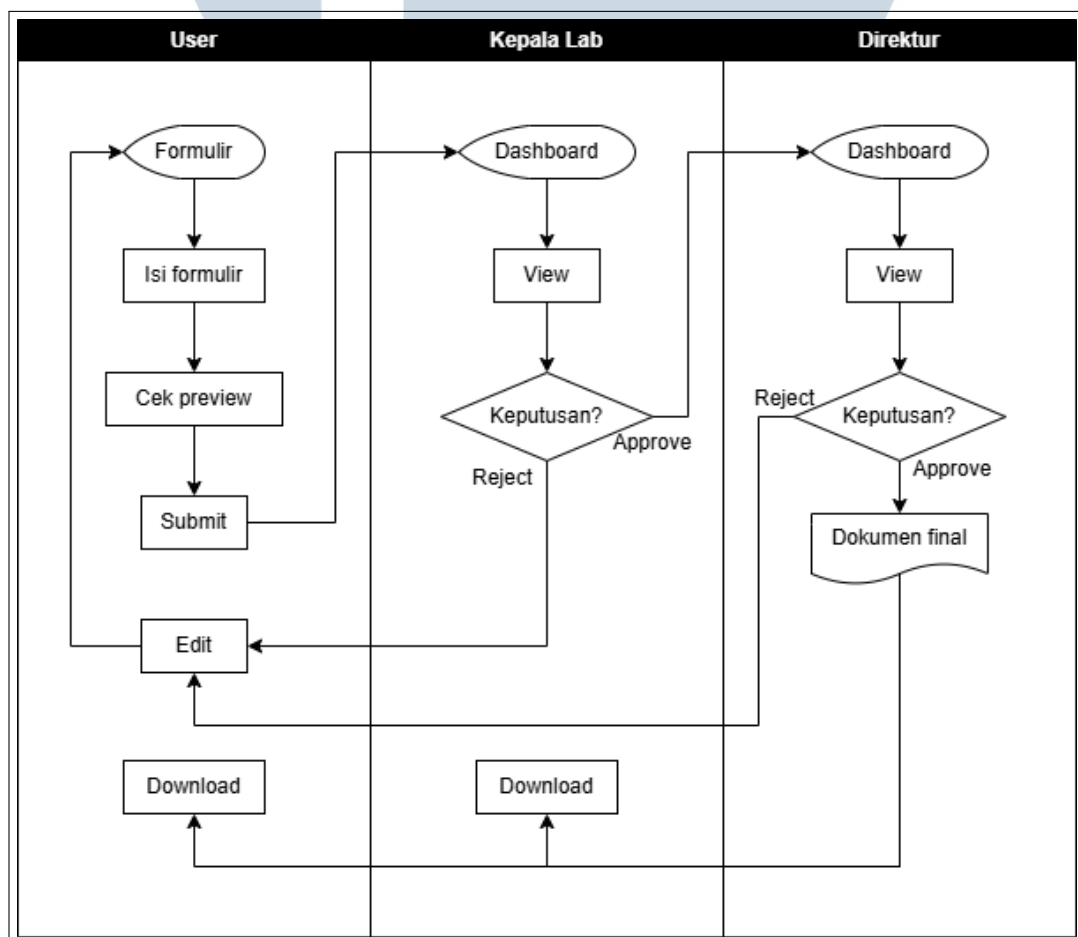 User
Kepala Lab
Direktur
Formulir
Dashboard
Dashboard
Isi formulir
View
View
Cek preview
Keputusan?
Reject
Keputusan?
Approve
Reject
Approve
Submit
Dokumen final
Edit
Download
Download